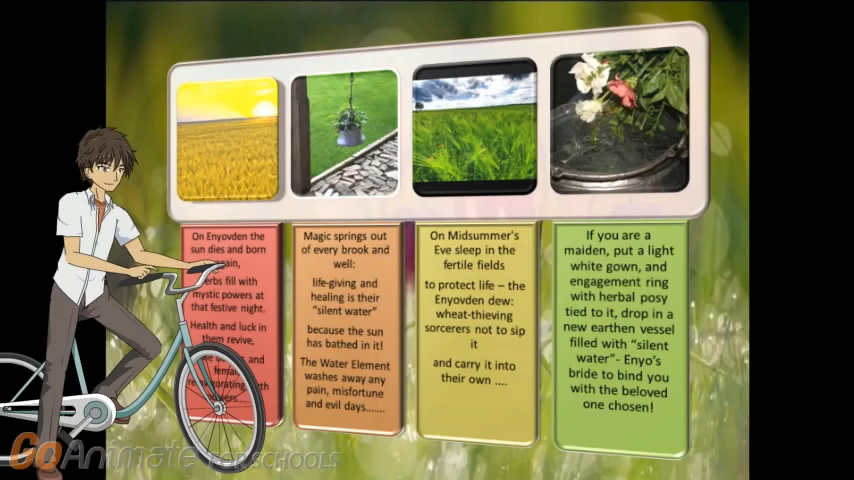 On Enyovden the
sun dies and born
mystic powers at
that festive night.
Health and luck in
them revive,
and
Magic springs out
of every brook and
well:
life-giving and
healing is their
“silent water”
because the sun
has bathed in it!
The Water Element
washes away any
pain, misfortune
and evil days.......
On Midsummer's
Eve sleep in the
fertile fields
to protect life – the
Enyovden dew:
wheat-thieving
sorcerers not to sip
it
and carry it into
their own ....
If you are a
maiden, put a light
white gown, and
engagement ring
with herbal posy
tied to it, drop in a
new earthen vessel
filled with “silent
water”- Enyo's
bride to bind you
with the beloved
one chosen!
GoAnimate FOR SCHOOLS